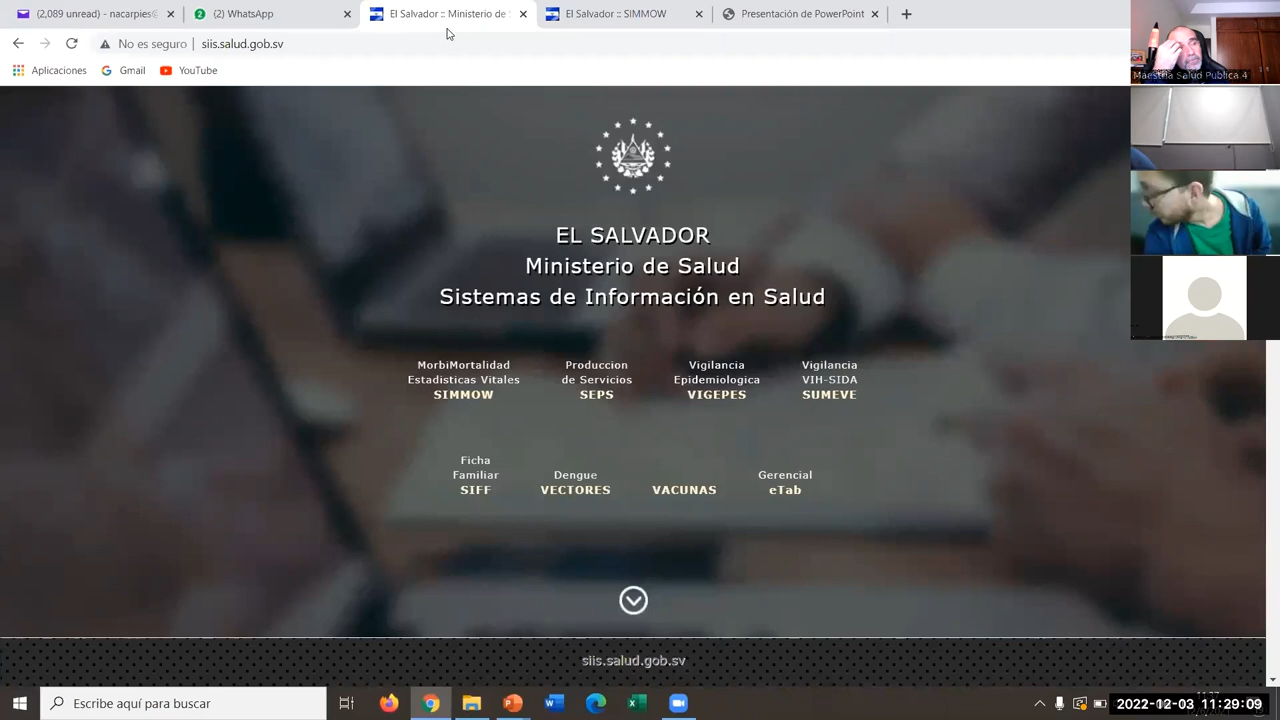 (2,089 unread) - nacarpies
(2) WhatsApp
El Salvador :: Ministerio de S
El Salvador :: SIMMOW
Presentación de PowerPoint
No es seguro
siis.salud.gob.sv
Aplicaciones
Gmail
YouTube
Maestria Salud Publica 4
EL SALVADOR
Ministerio de Salud
Sistemas de Información en Salud
MorbiMortalidad
Estadisticas Vitales
SIMMOW
Produccion
de Servicios
SEPS
Vigilancia
Epidemiologica
VIGEPES
Vigilancia
VIH-SIDA
SUMEVE
Ficha
Familiar
SIFF
Dengue
VECTORES
VACUNAS
Gerencial
eTab
siis.salud.gob.sv
Escribe aquí para buscar
2022-12-03 11:29:09